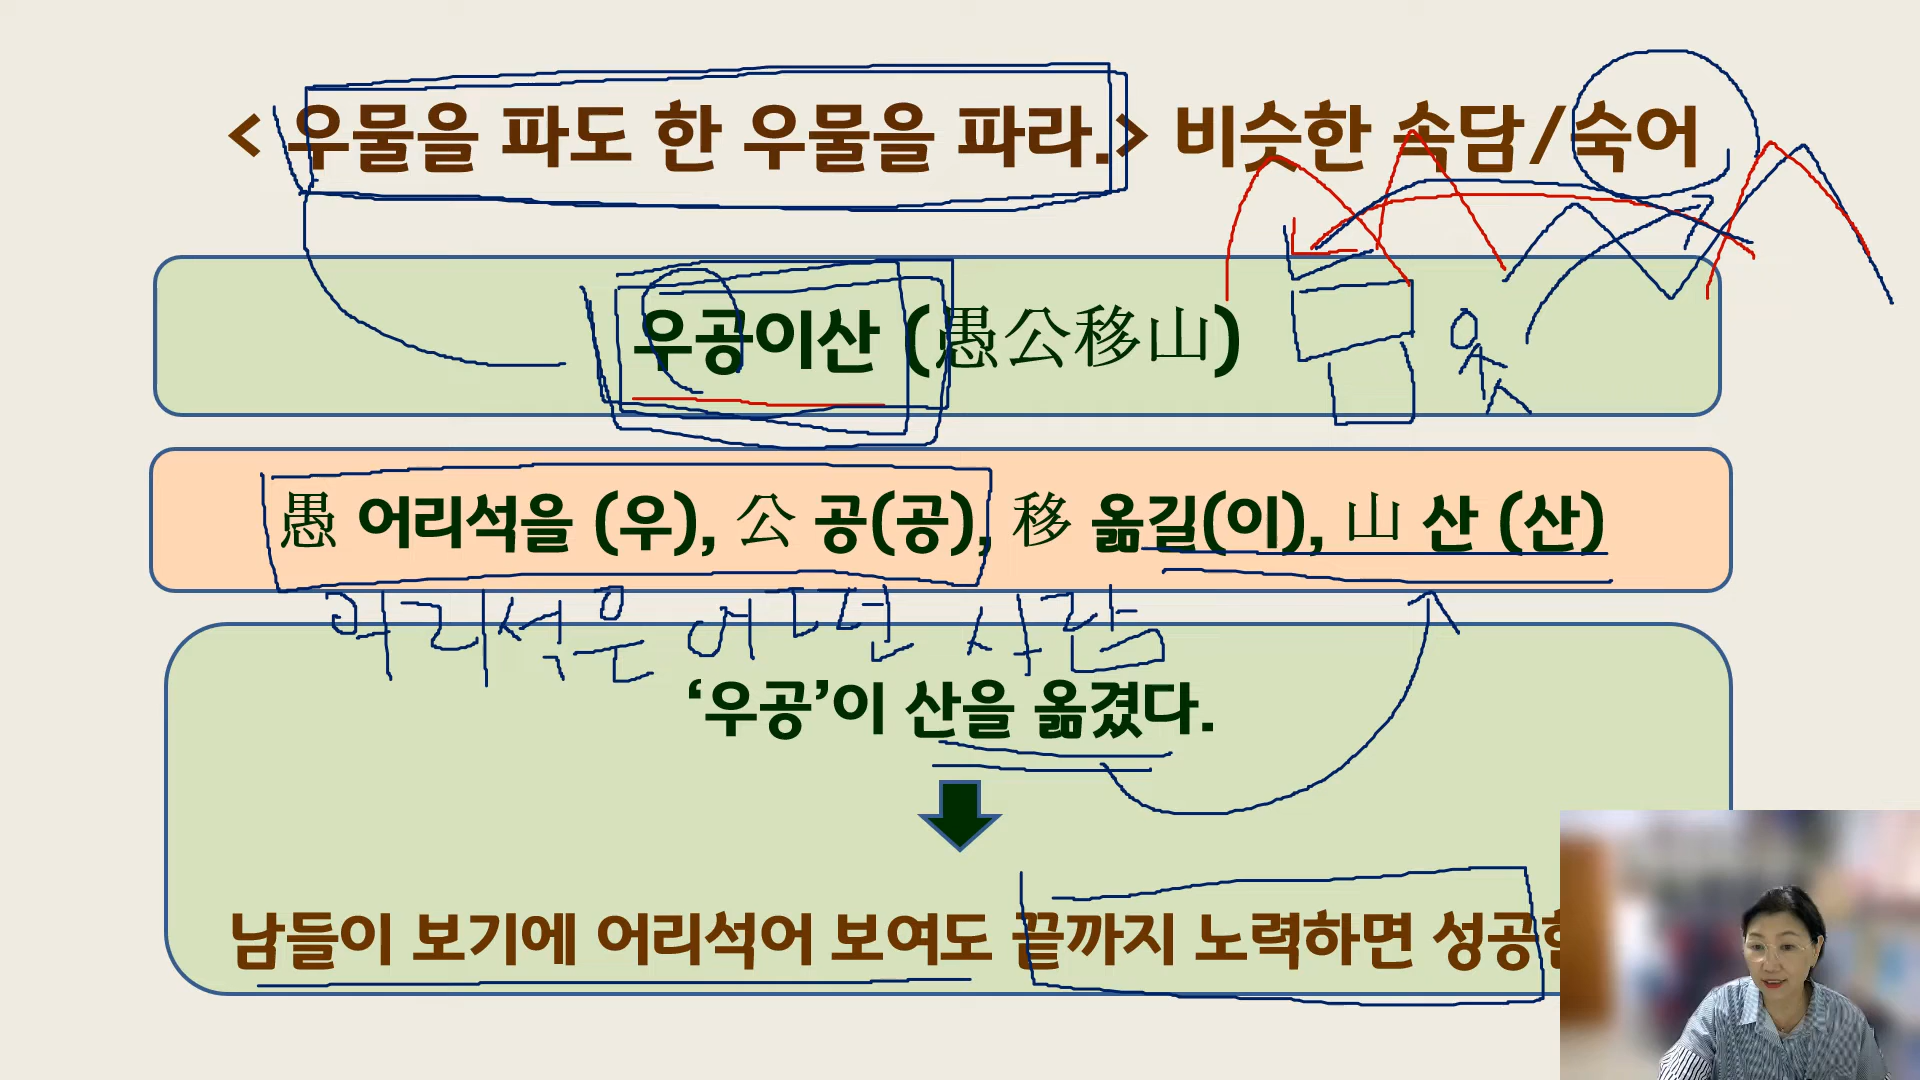 < 우물을 파도 한 우물을 파라.> 비슷한 속담/숙어
우공이산 (愚公移山)
愚 어리석을 (우), 公 공(공), 移 옮길(이), 山 산 (산)
어리석은 어떤 사람
‘우공’이 산을 옮겼다.
남들이 보기에 어리석어 보여도 끝까지 노력하면 성공